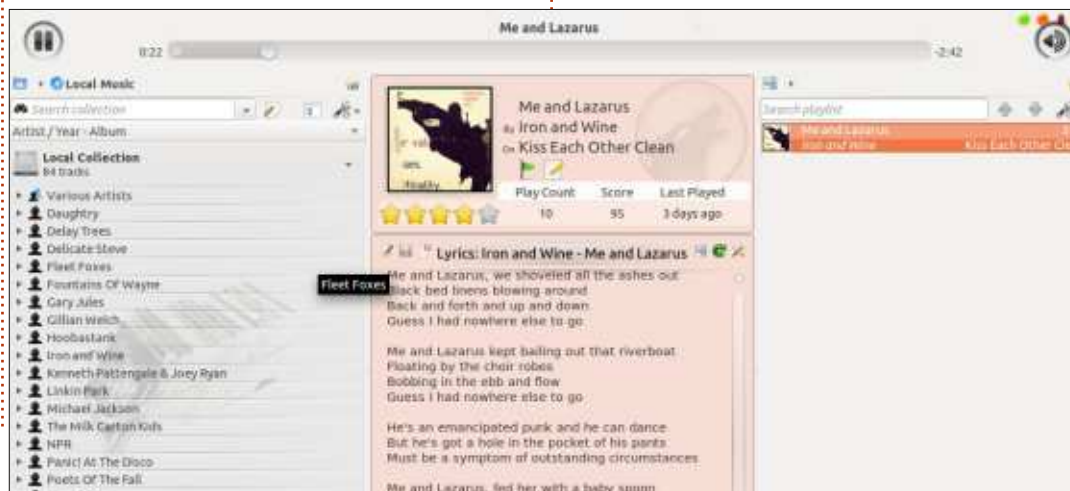 Me and Lazarus
0:22
-2:42
Local Music
Search collection
Artist / Year - Album
Local Collection
84 tracks
Various Artists
Daughtry
Delay Trees
Delicate Steve
Fleet Foxes
Fountains Of Wayne
Gary Jules
Gillian Welch
Hoobastank
Iron and Wine
Kenneth Pattengale & Joey Ryan
Linkin Park
Michael Jackson
The Milk Carton Kids
NPR
Panic! At The Disco
Poets Of The Fall
Fleet Foxes
Me and Lazarus
By Iron and Wine
On Kiss Each Other Clean
Play Count Score Last Played
10 95 3 days ago
Lyrics: Iron and Wine - Me and Lazarus
Me and Lazarus, we shoveled all the ashes out
Black bed linens blowing around
Back and forth and up and down
Guess I had nowhere else to go
Me and Lazarus kept bailing out that riverboat
Floating by the choir robes
Bobbing in the ebb and flow
Guess I had nowhere else to go
He's an emancipated punk and he can dance
But he's got a hole in the pocket of his pants
Must be a symptom of outstanding circumstances
Me and Lazarus, fed her with a baby spoon
Search playlist
Me and Lazarus
Iron and Wine Kiss Each Other Cle